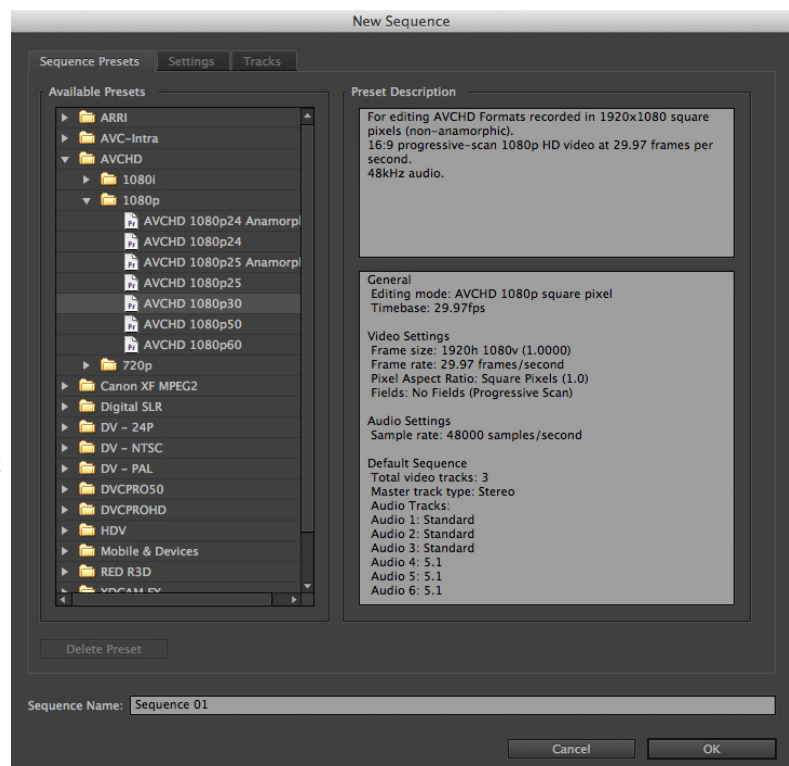 New Sequence
Sequence Presets
Settings
Tracks
Available Presets
ARRI
AVC-Intra
AVCHD
1080i
1080p
AVCHD 1080p24 Anamorp
AVCHD 1080p24
AVCHD 1080p25 Anamorp
AVCHD 1080p25
AVCHD 1080p30
AVCHD 1080p50
AVCHD 1080p60
720p
Canon XF MPEG2
Digital SLR
DV – 24P
DV – NTSC
DV – PAL
DVCPRO50
DVCPROHD
HDV
Mobile & Devices
RED R3D
XDCAM EX
Delete Preset
Preset Description
For editing AVCHD Formats recorded in 1920x1080 square
pixels (non-anamorphic).
16:9 progressive-scan 1080p HD video at 29.97 frames per
second.
48kHz audio.
General
Editing mode: AVCHD 1080p square pixel
Timebase: 29.97fps
Video Settings
Frame size: 1920h 1080v (1.0000)
Frame rate: 29.97 frames/second
Pixel Aspect Ratio: Square Pixels (1.0)
Fields: No Fields (Progressive Scan)
Audio Settings
Sample rate: 48000 samples/second
Default Sequence
Total video tracks: 3
Master track type: Stereo
Audio Tracks:
Audio 1: Standard
Audio 2: Standard
Audio 3: Standard
Audio 4: 5.1
Audio 5: 5.1
Audio 6: 5.1
Sequence Name: Sequence 01
Cancel
OK